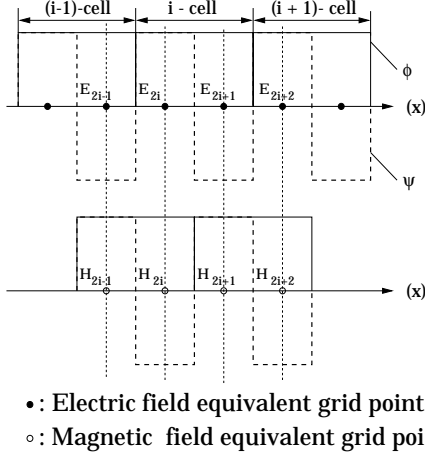 (i-1)-cell i - cell (i + 1)- cell
ϕ
E2i-1 E2i E2i+1 E2i+2
(x)
ψ
H2i-1 H2i H2i+1 H2i+2
(x)
• : Electric field equivalent grid point
○ : Magnetic field equivalent grid poi